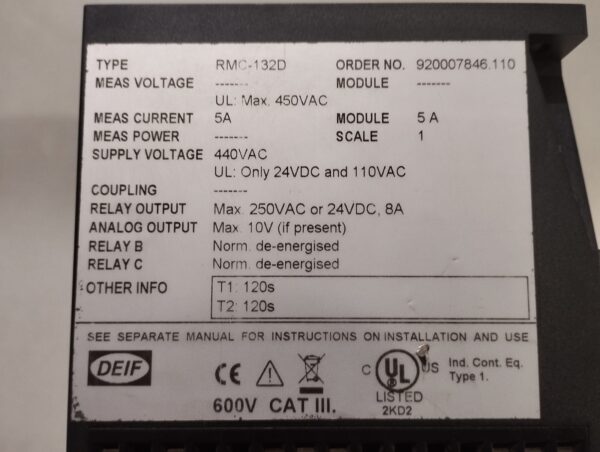 TYPE RMC-132D ORDER NO. 920007846.110
MEAS VOLTAGE ------- MODULE -------
UL: Max. 450VAC
MEAS CURRENT 5A MODULE 5 A
MEAS POWER ------- SCALE 1
SUPPLY VOLTAGE 440VAC
UL: Only 24VDC and 110VAC
COUPLING -------
RELAY OUTPUT Max. 250VAC or 24VDC, 8A
ANALOG OUTPUT Max. 10V (if present)
RELAY B Norm. de-energised
RELAY C Norm. de-energised
OTHER INFO T1: 120s
T2: 120s
SEE SEPARATE MANUAL FOR INSTRUCTIONS ON INSTALLATION AND USE
DEIF CE C UL US Ind. Cont. Eq.
Type 1.
LISTED
600V CAT III. 2KD2